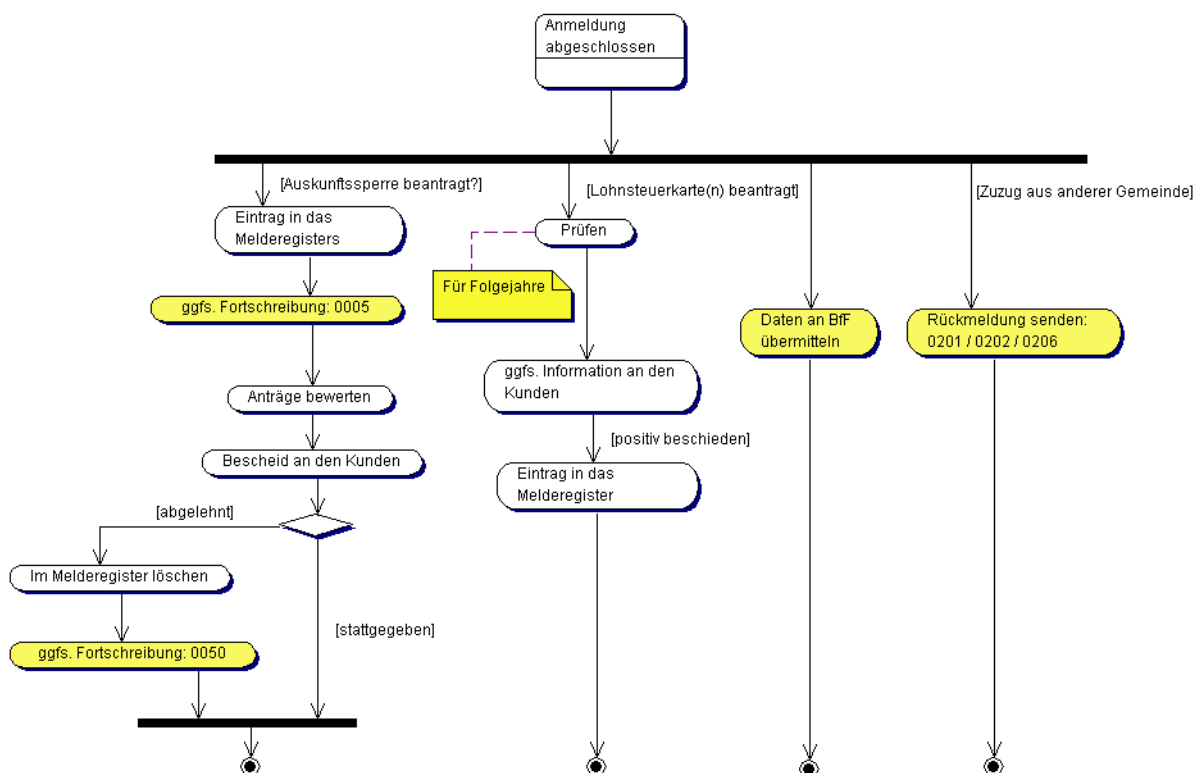 Anmeldung
abgeschlossen
[Auskunftssperre beantragt?]
Eintrag in das
Melderegisters
ggfs. Fortschreibung: 0005
Anträge bewerten
Bescheid an den Kunden
[abgelehnt]
Im Melderegister löschen
ggfs. Fortschreibung: 0050
[stattgegeben]
[Lohnsteuerkarte(n) beantragt]
Prüfen
Für Folgejahre
ggfs. Information an den
Kunden
[positiv beschieden]
Eintrag in das
Melderegister
Daten an BfF
übermitteln
[Zuzug aus anderer Gemeinde]
Rückmeldung senden:
0201 / 0202 / 0206